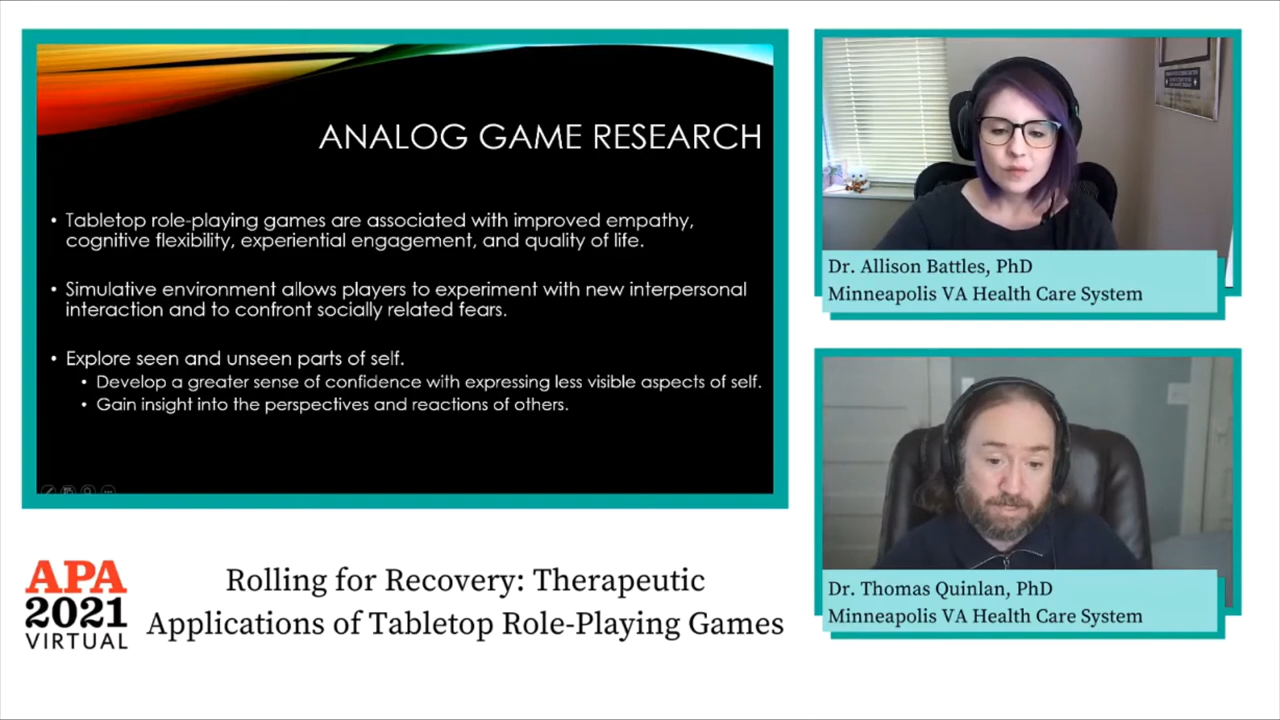 ANALOG GAME RESEARCH
• Tabletop role-playing games are associated with improved empathy,
cognitive flexibility, experiential engagement, and quality of life.
• Simulative environment allows players to experiment with new interpersonal
interaction and to confront socially related fears.
• Explore seen and unseen parts of self.
• Develop a greater sense of confidence with expressing less visible aspects of self.
• Gain insight into the perspectives and reactions of others.
Dr. Allison Battles, PhD
Minneapolis VA Health Care System
Dr. Thomas Quinlan, PhD
Minneapolis VA Health Care System
APA
2021
VIRTUAL
Rolling for Recovery: Therapeutic
Applications of Tabletop Role-Playing Games